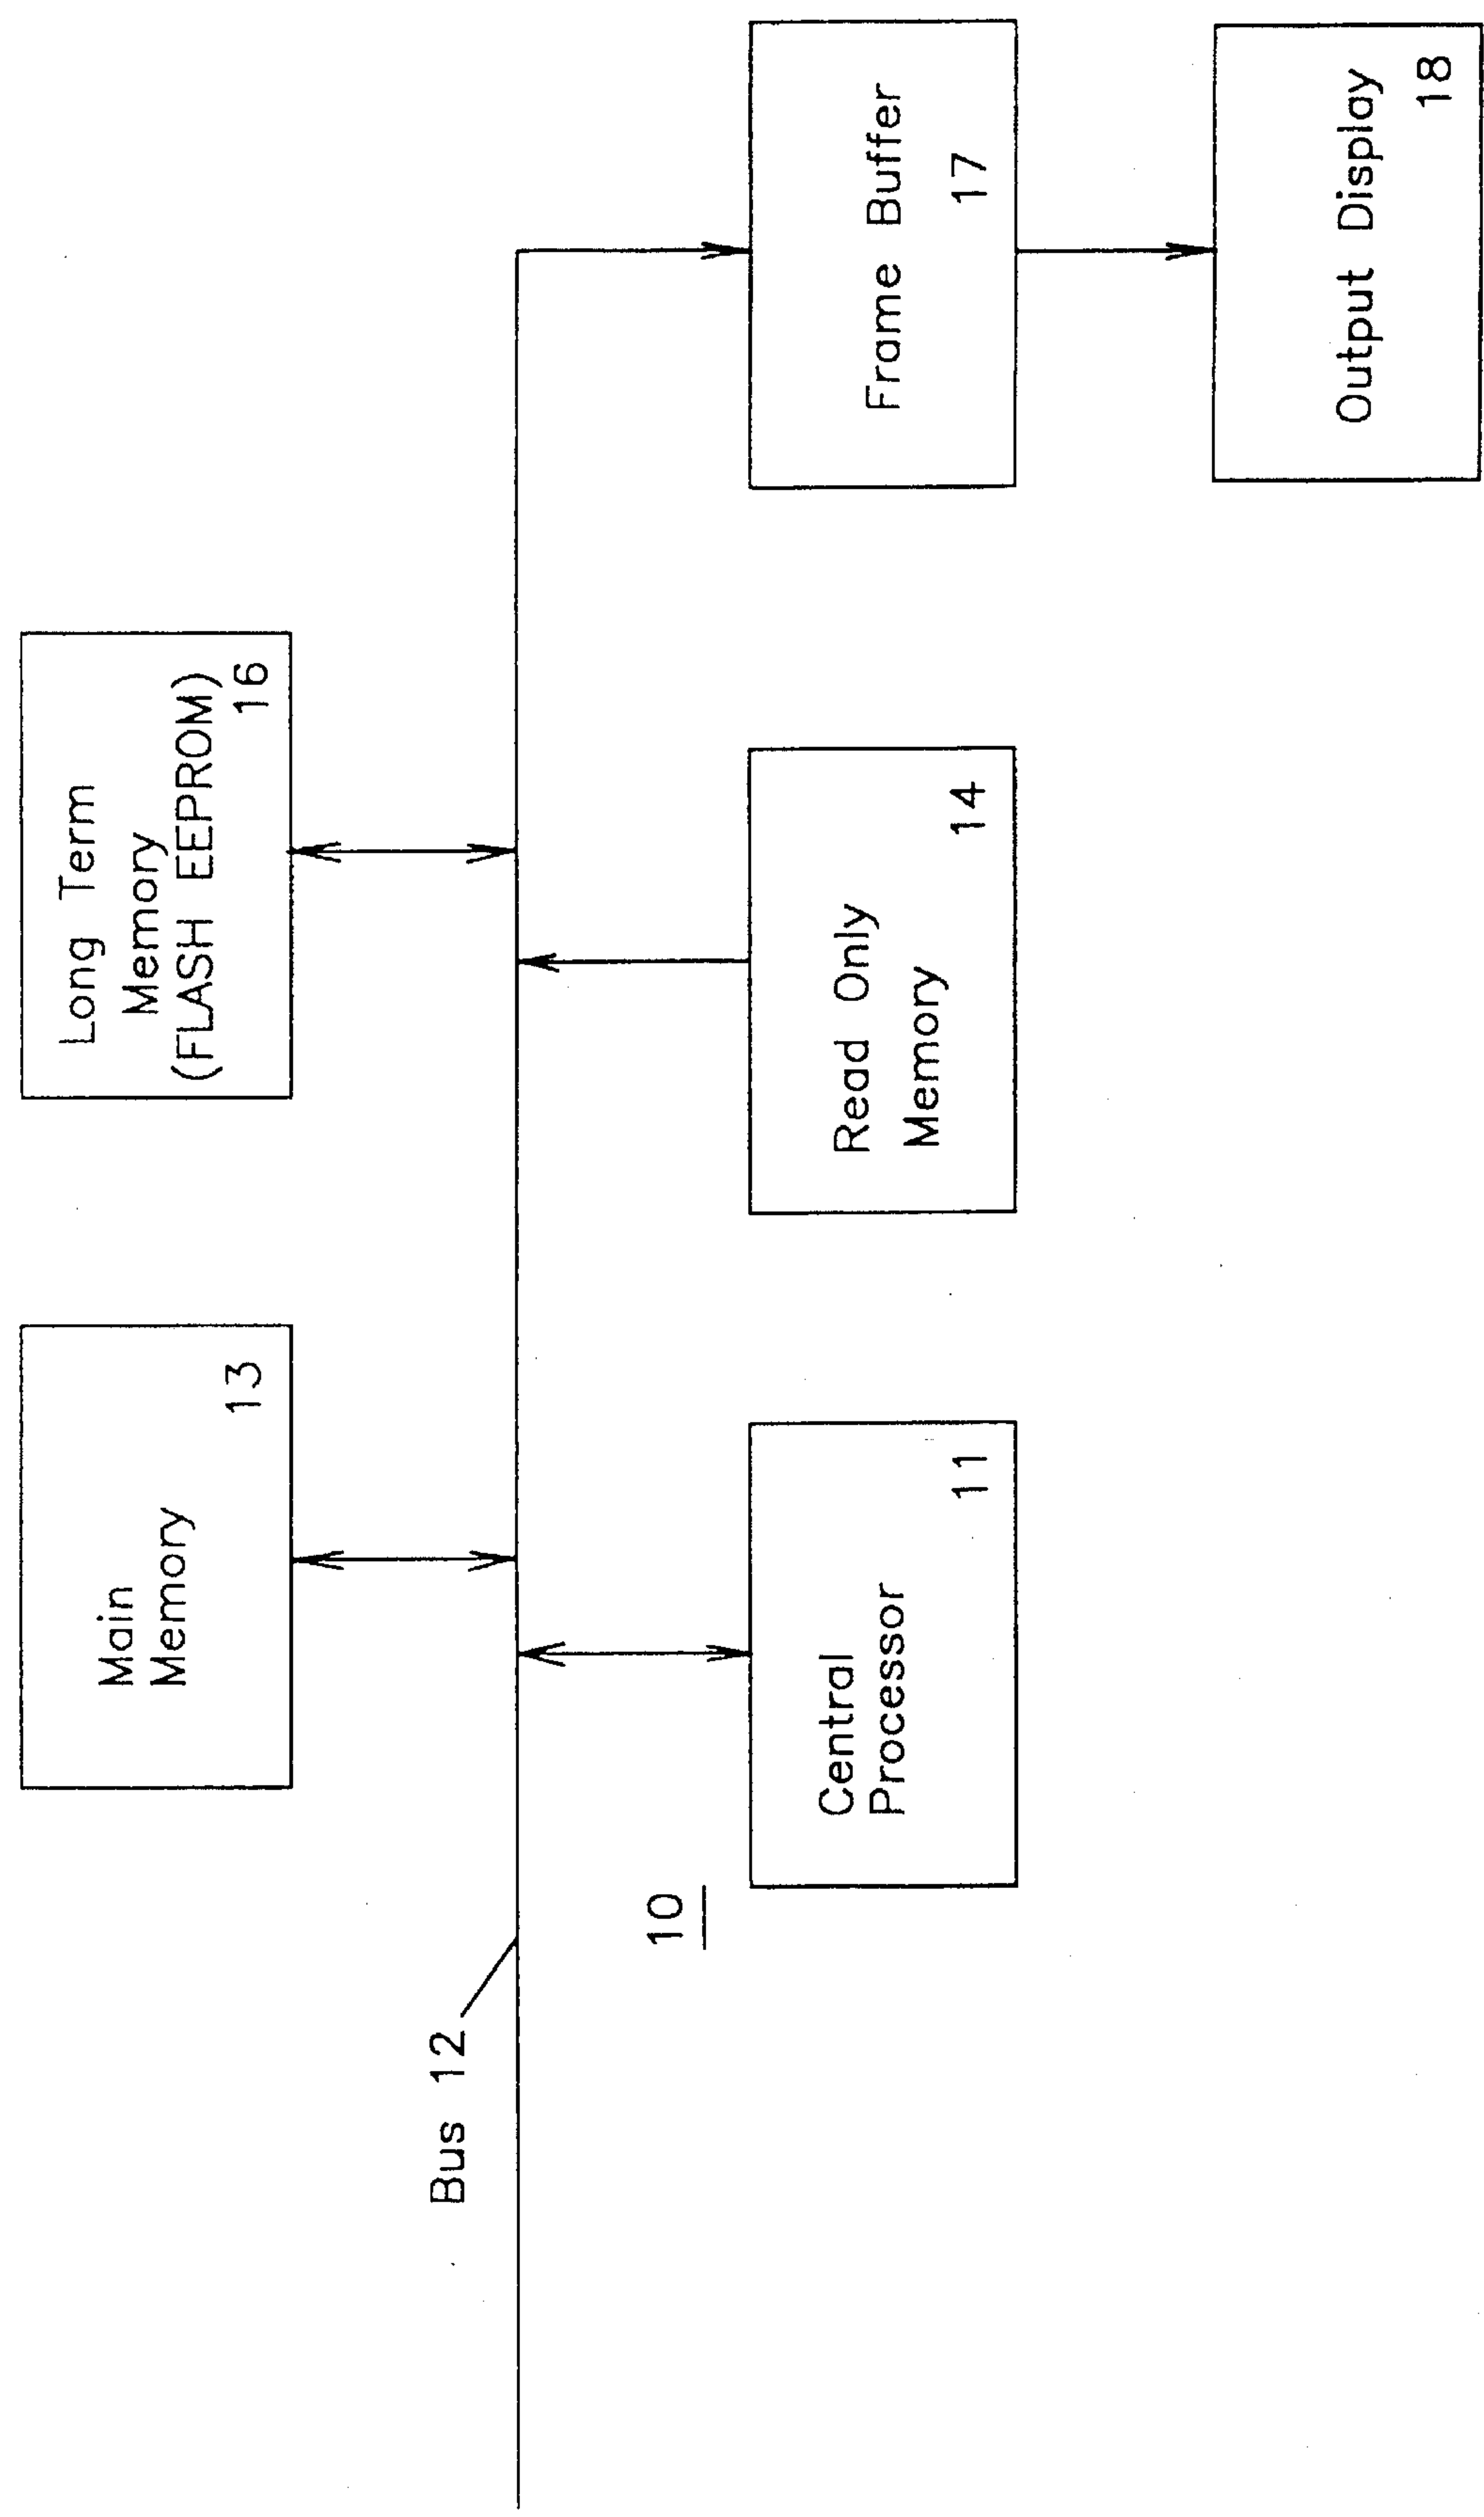 Main
Memory
13
Long Term
Memory
(FLASH EEPROM)
16
Bus 12
10
Central
Processor
11
Read Only
Memory
14
Frame Buffer
17
Output Display
18